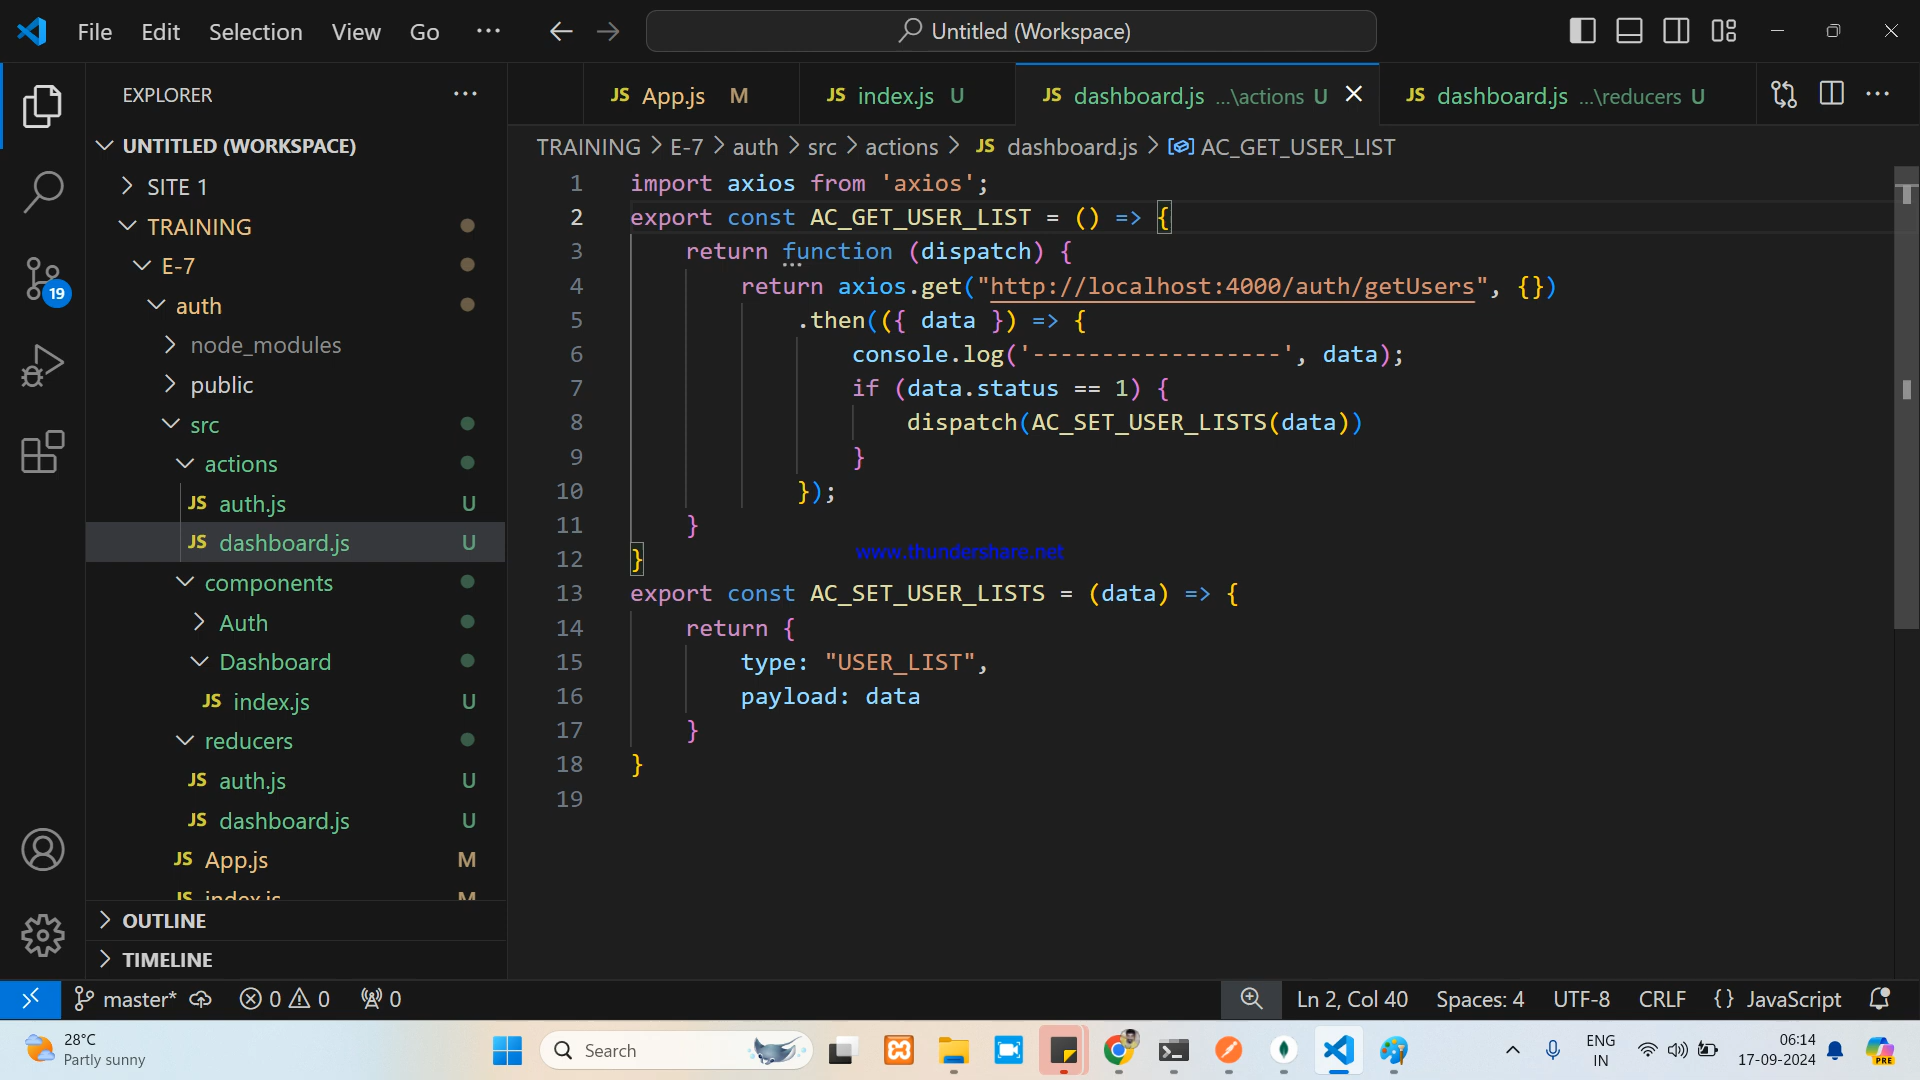 File Edit Selection View Go ··· Untitled (Workspace)
EXPLORER ···
UNTITLED (WORKSPACE)
SITE 1
TRAINING
E-7
auth
node_modules
public
src
actions
JS auth.js U
JS dashboard.js U
components
Auth
Dashboard
JS index.js U
reducers
JS auth.js U
JS dashboard.js U
JS App.js M
JS index.js M
OUTLINE
TIMELINE
19
JS App.js M JS index.js U JS dashboard.js ...\actions U JS dashboard.js ...\reducers U
TRAINING > E-7 > auth > src > actions > JS dashboard.js > AC_GET_USER_LIST
1 import axios from 'axios';
2 export const AC_GET_USER_LIST = () => {
3 return function (dispatch) {
4 return axios.get("http://localhost:4000/auth/getUsers", {})
5 .then(({ data }) => {
6 console.log('------------------', data);
7 if (data.status == 1) {
8 dispatch(AC_SET_USER_LISTS(data))
9 }
10 });
11 }
12 }
www.thundershare.net
13 export const AC_SET_USER_LISTS = (data) => {
14 return {
15 type: "USER_LIST",
16 payload: data
17 }
18 }
19
master* 0 0 0 Ln 2, Col 40 Spaces: 4 UTF-8 CRLF {} JavaScript
28°C
Partly sunny
Search
ENG
IN
06:14
17-09-2024
PRE